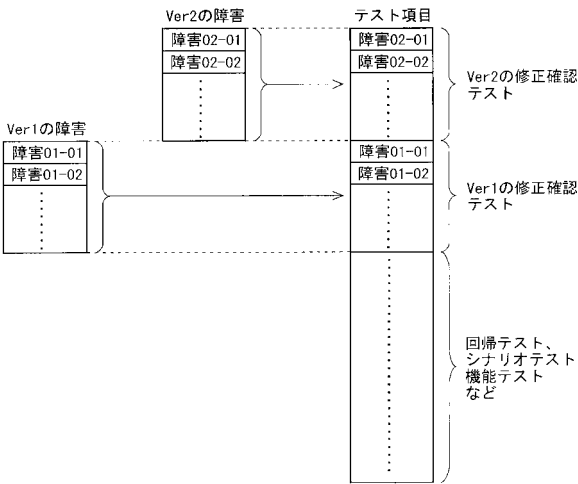 Ver2の障害
テスト項目
障害02-01
障害02-01
障害02-02
障害02-02
Ver2の修正確認
テスト
Ver1の障害
障害01-01
障害01-01
障害01-02
障害01-02
Ver1の修正確認
テスト
回帰テスト、
シナリオテスト
機能テスト
など